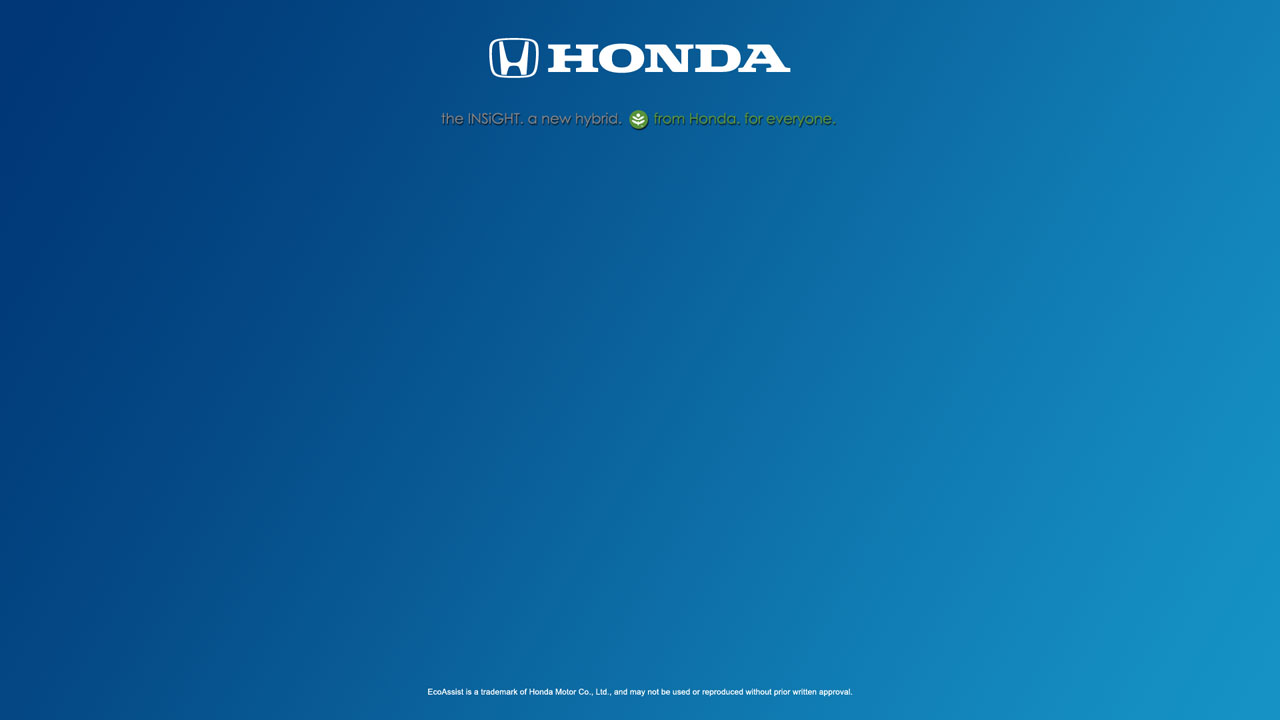 HONDA
the INSiGHT. a new hybrid. from Honda. for everyone.
EcoAssist is a trademark of Honda Motor Co., Ltd., and may not be used or reproduced without prior written approval.